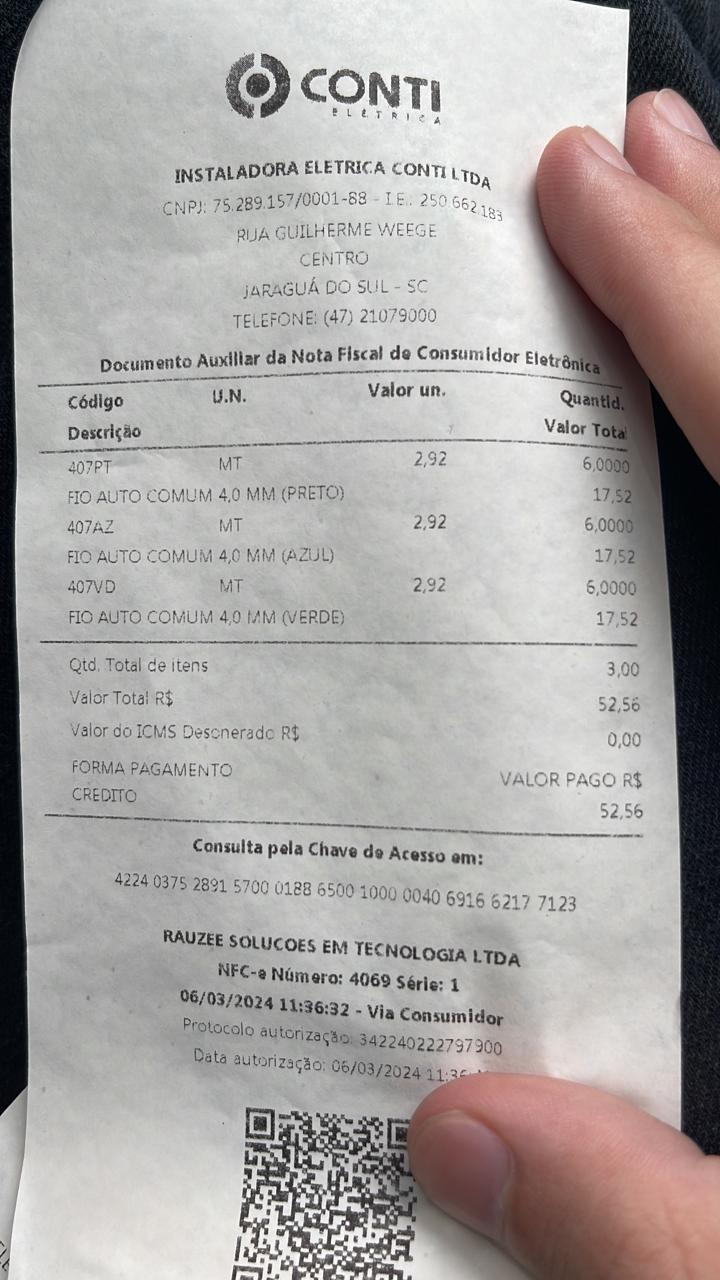 CONTI
ELÉTRICA
INSTALADORA ELETRICA CONTI LTDA
CNPJ: 75.289.157/0001-88 - I.E.: 250.662.183
RUA GUILHERME WEEGE
CENTRO
JARAGUÁ DO SUL - SC
TELEFONE: (47) 21079000
Documento Auxiliar da Nota Fiscal de Consumidor Eletrônica
Código U.N. Valor un. Quantid.
Descrição Valor Total
407PT MT 2,92 6,0000
FIO AUTO COMUM 4,0 MM (PRETO) 17,52
407AZ MT 2,92 6,0000
FIO AUTO COMUM 4,0 MM (AZUL) 17,52
407VD MT 2,92 6,0000
FIO AUTO COMUM 4,0 MM (VERDE) 17,52
Qtd. Total de itens 3,00
Valor Total R$ 52,56
Valor do ICMS Desonerado R$ 0,00
FORMA PAGAMENTO VALOR PAGO R$
CREDITO 52,56
Consulta pela Chave de Acesso em:
4224 0375 2891 5700 0188 6500 1000 0040 6916 6217 7123
RAUZEE SOLUCOES EM TECNOLOGIA LTDA
NFC-e Número: 4069 Série: 1
06/03/2024 11:36:32 - Via Consumidor
Protocolo autorização: 342240222797900
Data autorização: 06/03/2024 11:36